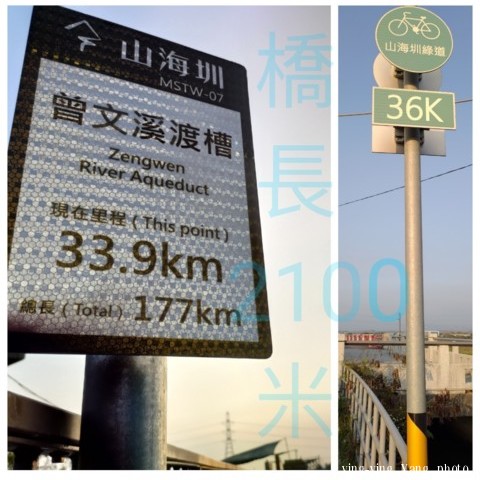 山海圳
MSTW-07
曾文溪渡槽
Zengwen
River Aqueduct
現在里程 ( This point )
33.9km
總長 ( Total ) 177km
橋
長
2100
米
山海圳綠道
36K
ying ying Yang photo